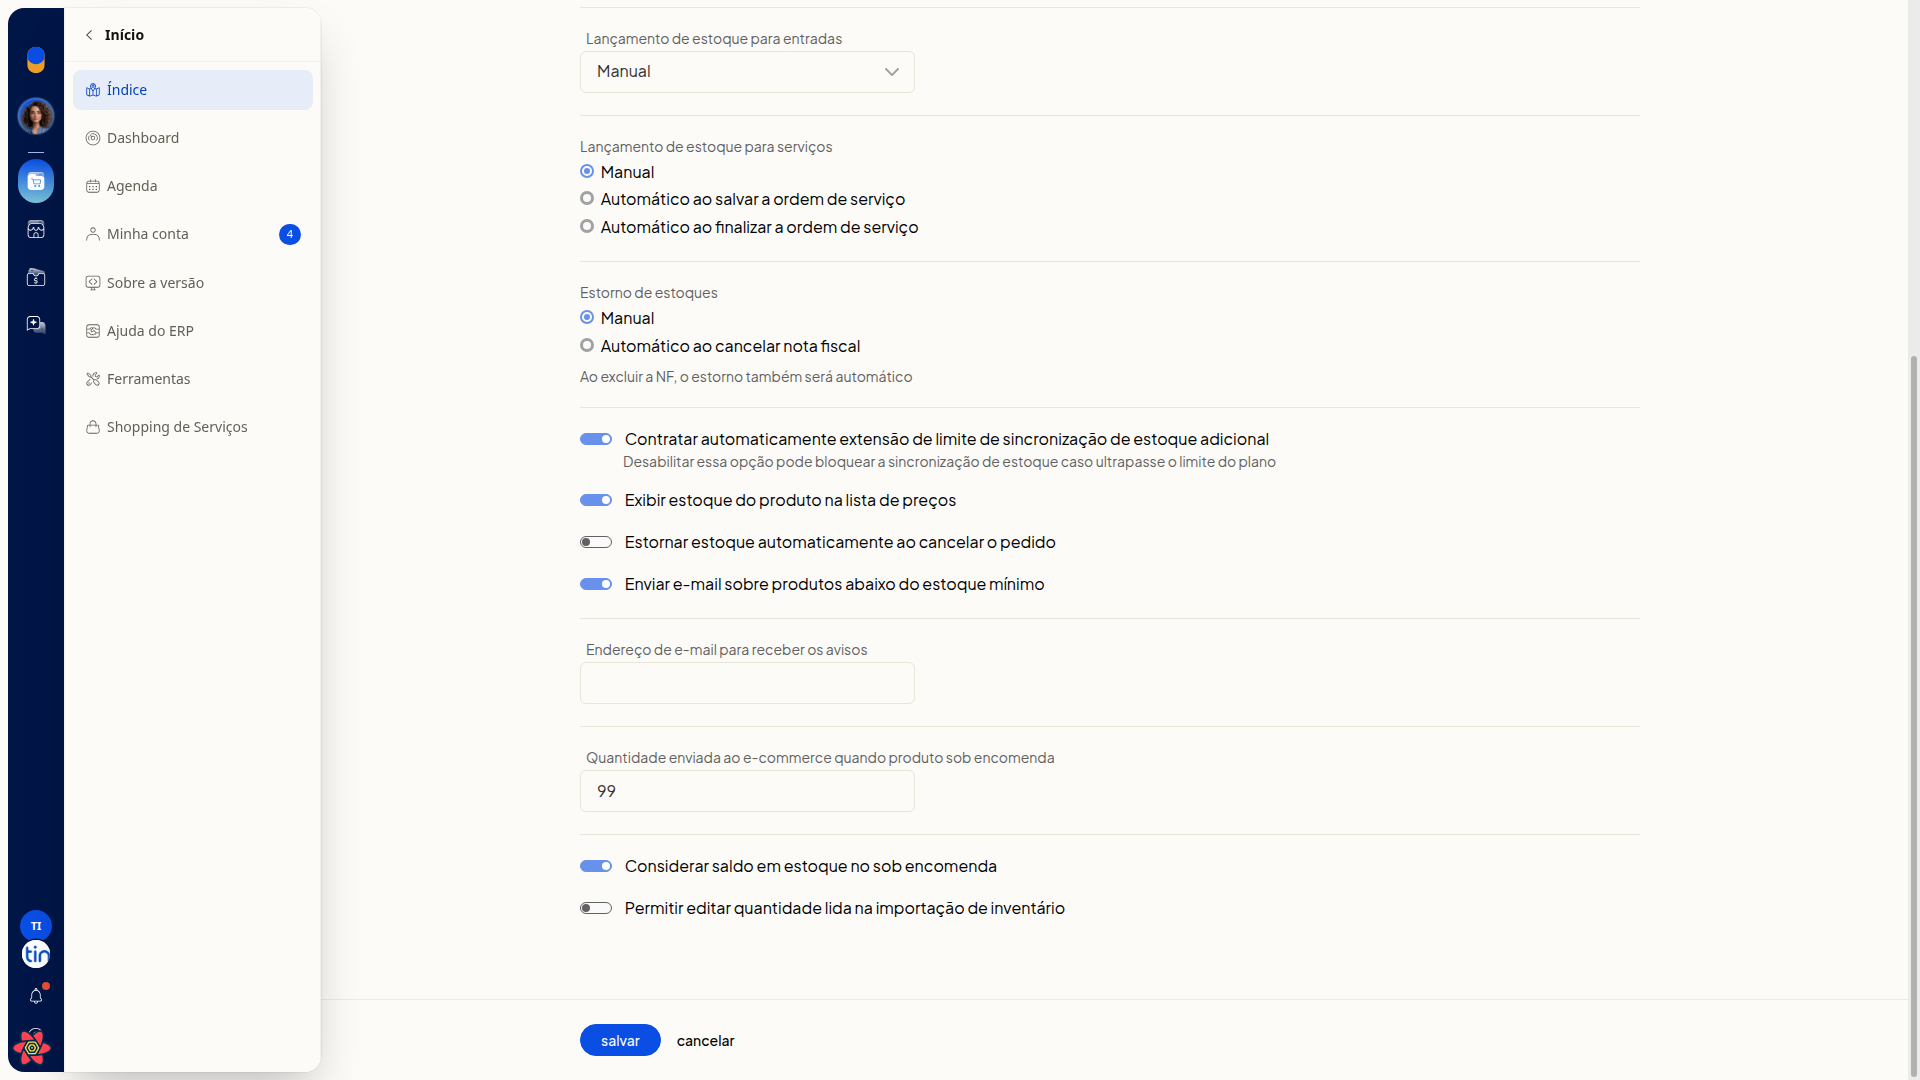 Início
Índice
Dashboard
Agenda
Minha conta
4
Sobre a versão
Ajuda do ERP
Ferramentas
Shopping de Serviços
TI
tin
Lançamento de estoque para entradas
Manual
Lançamento de estoque para serviços
Manual
Automático ao salvar a ordem de serviço
Automático ao finalizar a ordem de serviço
Estorno de estoques
Manual
Automático ao cancelar nota fiscal
Ao excluir a NF, o estorno também será automático
Contratar automaticamente extensão de limite de sincronização de estoque adicional
Desabilitar essa opção pode bloquear a sincronização de estoque caso ultrapasse o limite do plano
Exibir estoque do produto na lista de preços
Estornar estoque automaticamente ao cancelar o pedido
Enviar e-mail sobre produtos abaixo do estoque mínimo
Endereço de e-mail para receber os avisos
Quantidade enviada ao e-commerce quando produto sob encomenda
99
Considerar saldo em estoque no sob encomenda
Permitir editar quantidade lida na importação de inventário
salvar
cancelar